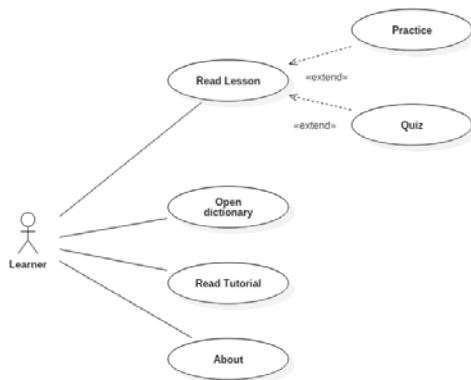 Practice
Read Lesson
«extend»
«extend»
Quiz
Open
dictionary
Learner
Read Tutorial
About